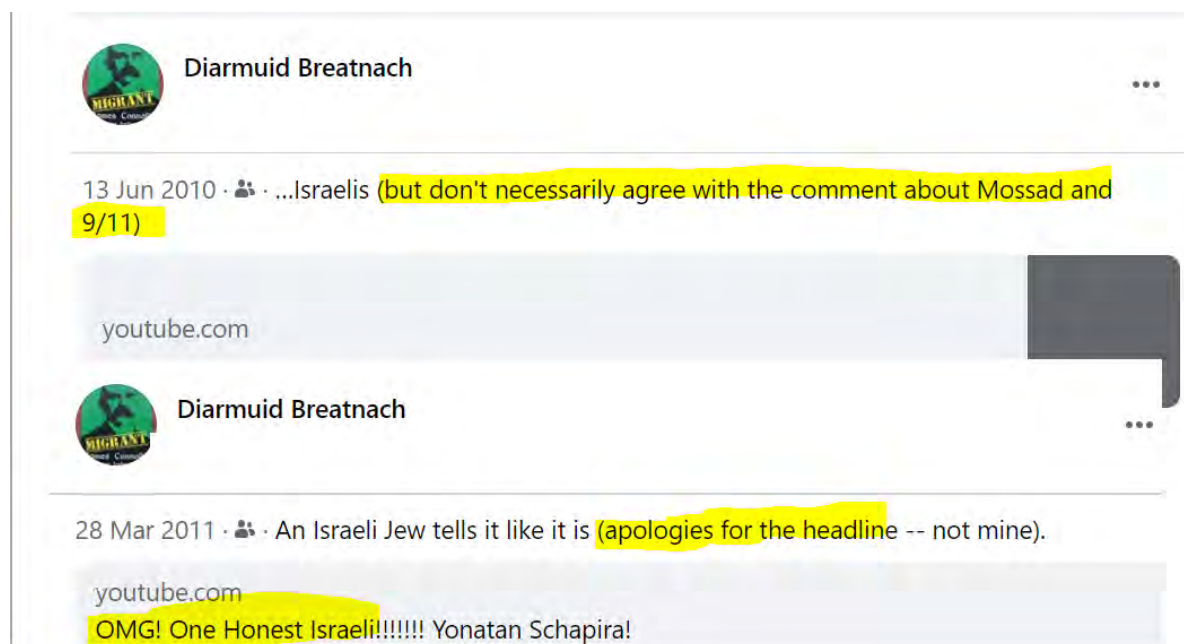 Diarmuid Breatnach
MIGRANT
...
13 Jun 2010 · · ...Israelis (but don't necessarily agree with the comment about Mossad and
9/11)
youtube.com
Diarmuid Breatnach
MIGRANT
...
28 Mar 2011 · · An Israeli Jew tells it like it is (apologies for the headline -- not mine).
youtube.com
OMG! One Honest Israeli!!!!!!! Yonatan Schapira!